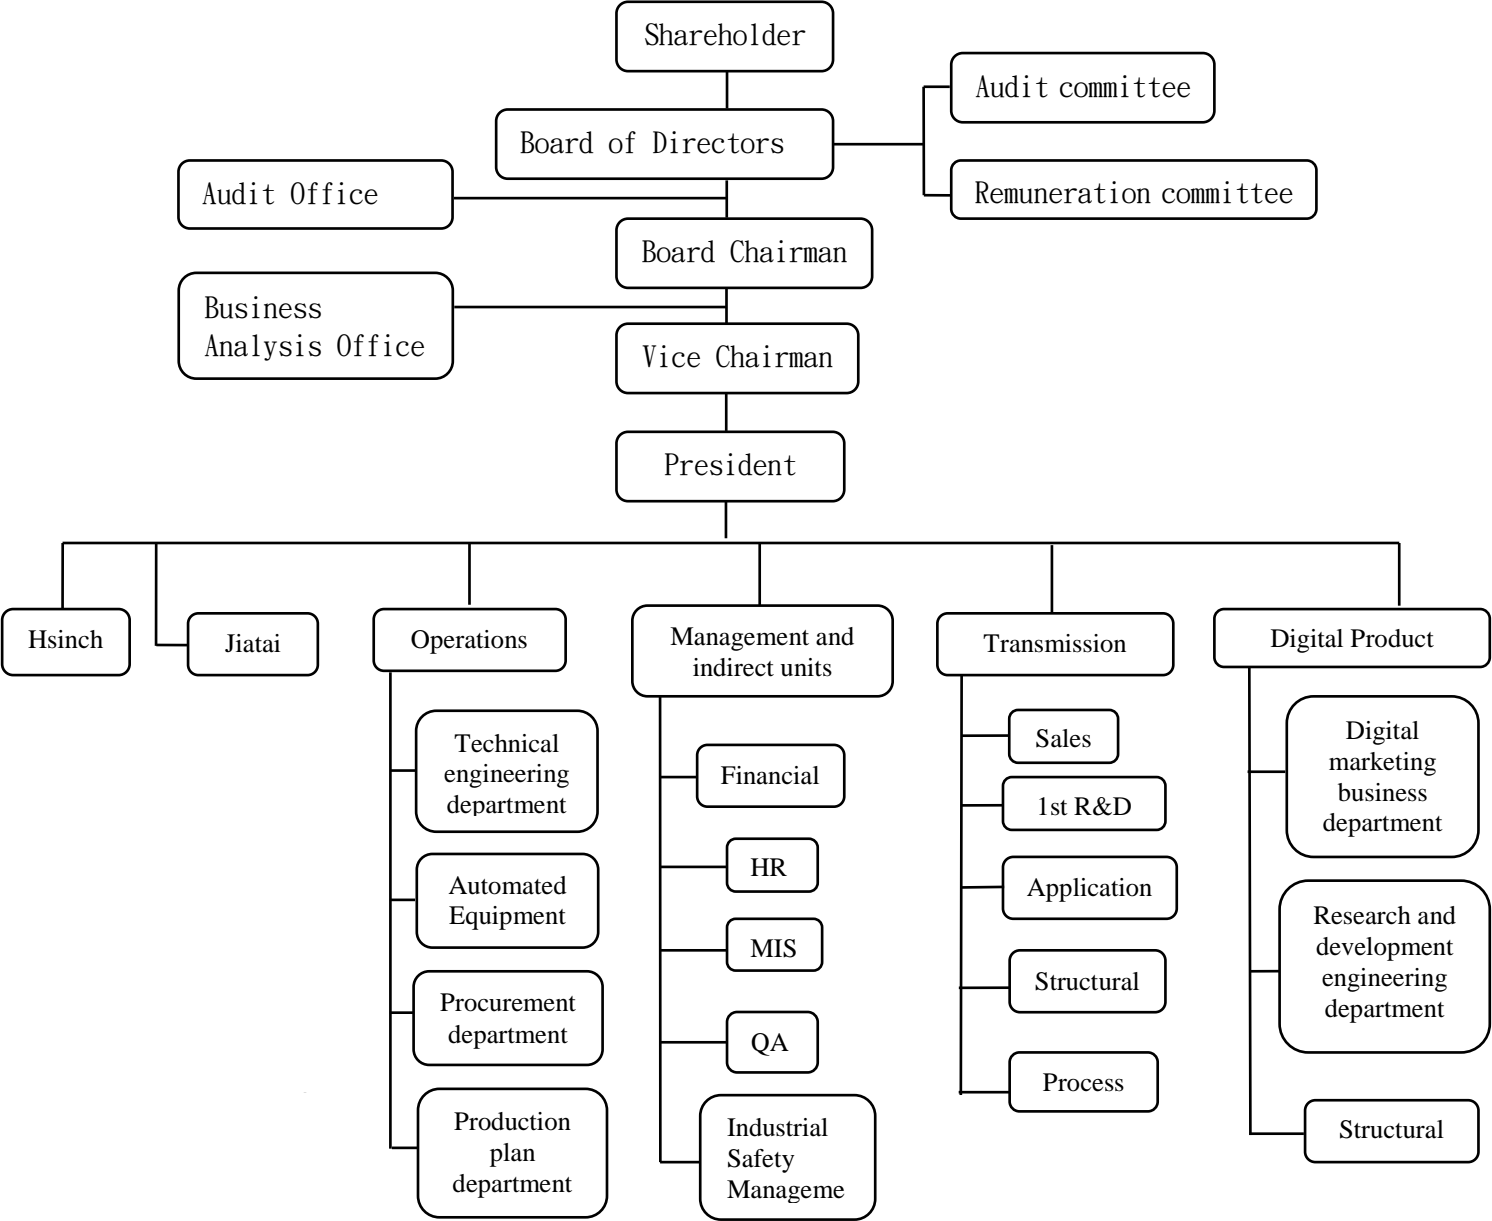 Shareholder
Audit committee
Board of Directors
Audit Office
Remuneration committee
Board Chairman
Business
Analysis Office
Vice Chairman
President
Hsinch
Jiatai
Operations
Management and
indirect units
Transmission
Digital Product
Technical
engineering
department
Automated
Equipment
Procurement
department
Production
plan
department
Financial
HR
MIS
QA
Industrial
Safety
Manageme
Sales
1st R&D
Application
Structural
Process
Digital
marketing
business
department
Research and
development
engineering
department
Structural